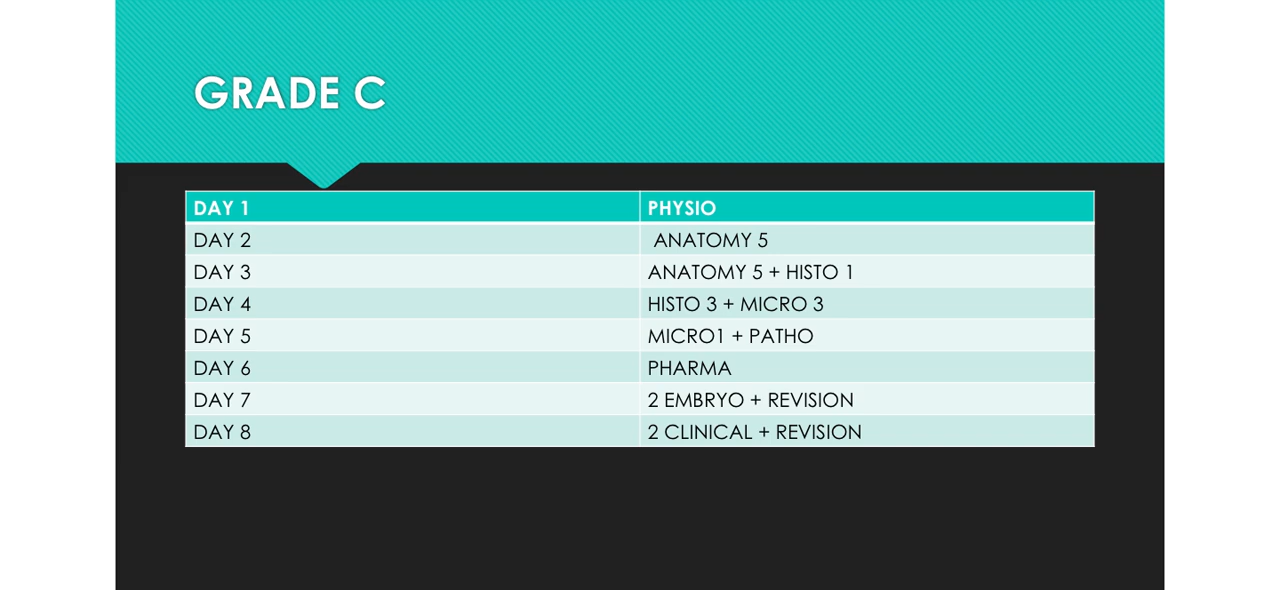 GRADE C
DAY 1 PHYSIO
DAY 2 ANATOMY 5
DAY 3 ANATOMY 5 + HISTO 1
DAY 4 HISTO 3 + MICRO 3
DAY 5 MICRO1 + PATHO
DAY 6 PHARMA
DAY 7 2 EMBRYO + REVISION
DAY 8 2 CLINICAL + REVISION